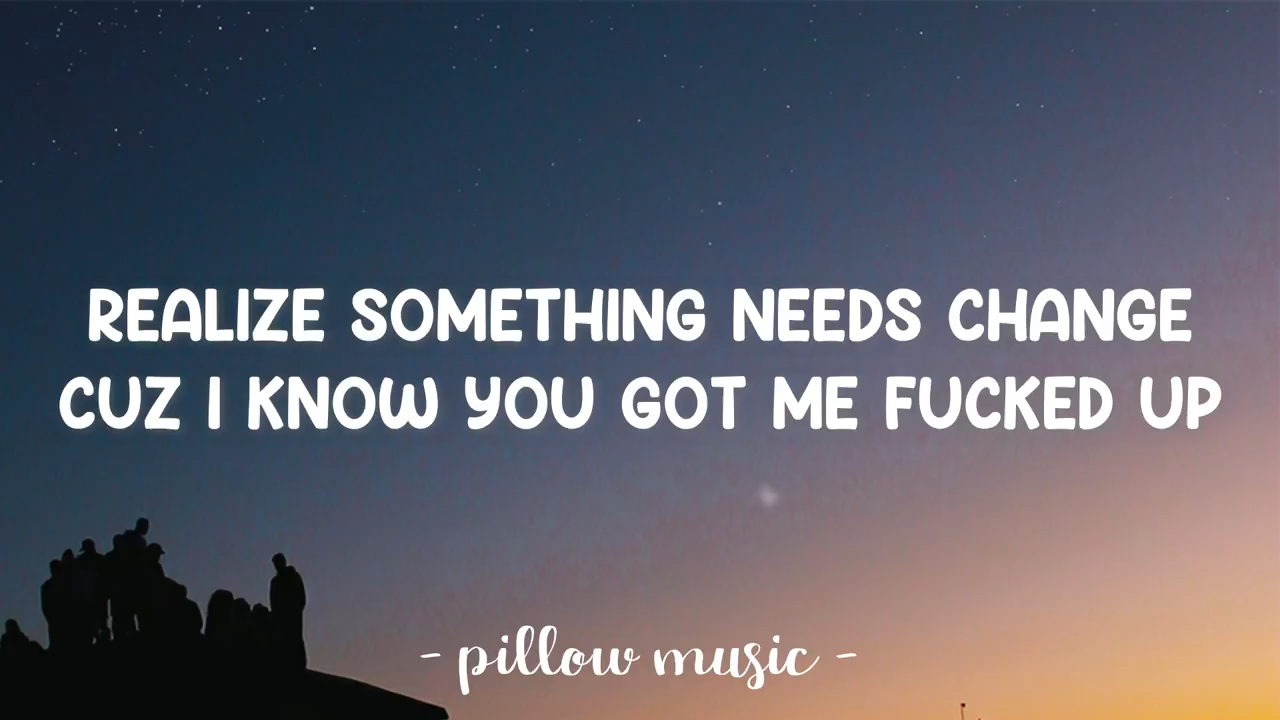 REALIZE SOMETHING NEEDS CHANGE
CUZ I KNOW YOU GOT ME FUCKED UP
- pillow music -